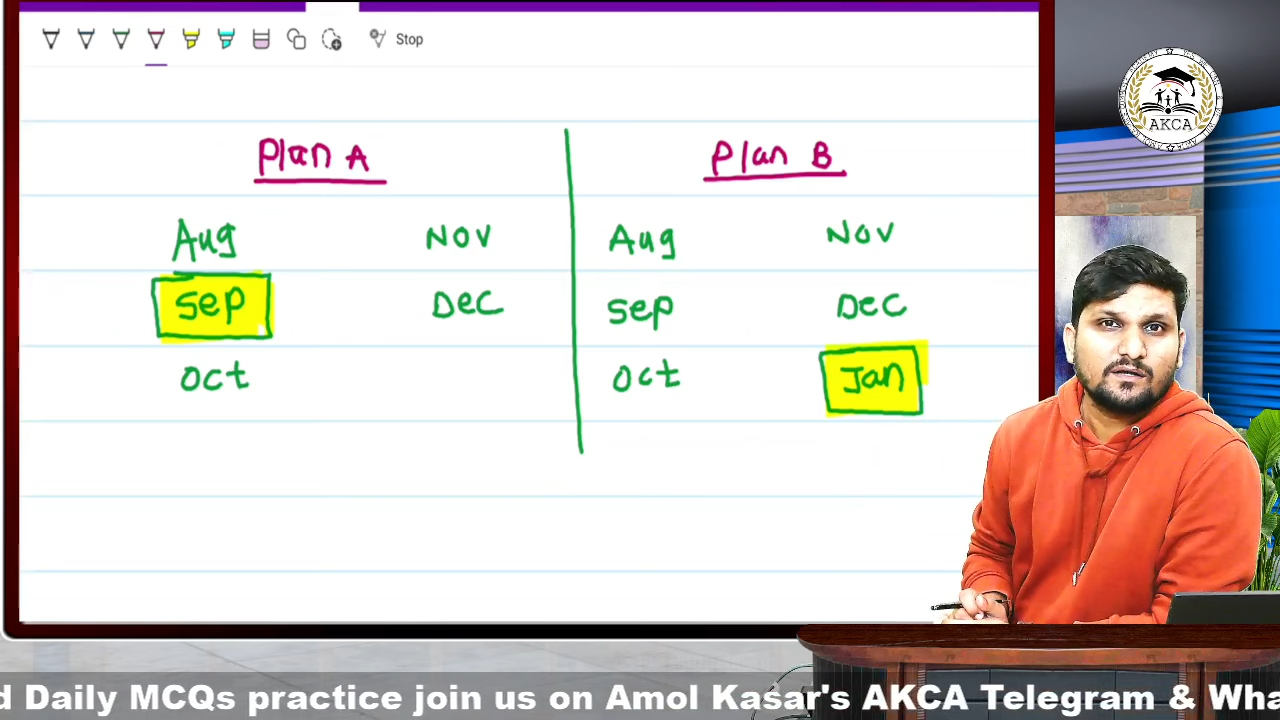 Stop
Plan A
Aug
Sep
Oct
Nov
Dec
Plan B
Aug
Sep
Oct
Nov
Dec
Jan
AKCA
d Daily MCQs practice join us on Amol Kasar's AKCA Telegram & Wha